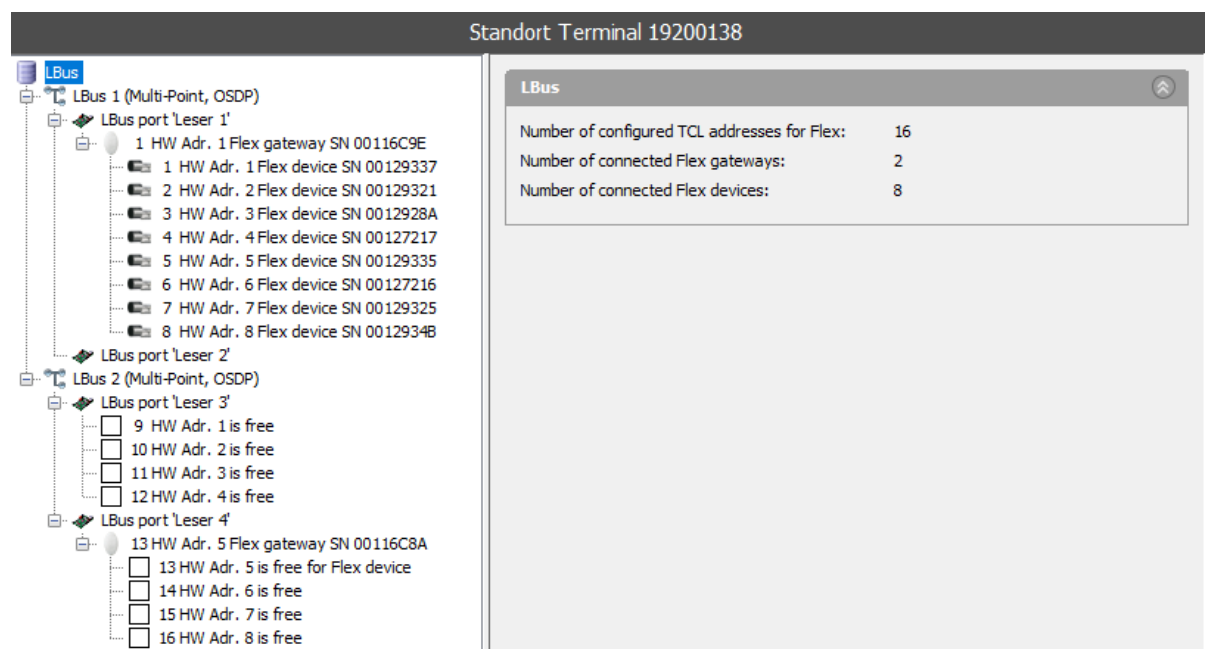 Standort Terminal 19200138
LBus
LBus 1 (Multi-Point, OSDP)
LBus port 'Leser 1'
1 HW Adr. 1 Flex gateway SN 00116C9E
1 HW Adr. 1 Flex device SN 00129337
2 HW Adr. 2 Flex device SN 00129321
3 HW Adr. 3 Flex device SN 0012928A
4 HW Adr. 4 Flex device SN 00127217
5 HW Adr. 5 Flex device SN 00129335
6 HW Adr. 6 Flex device SN 00127216
7 HW Adr. 7 Flex device SN 00129325
8 HW Adr. 8 Flex device SN 0012934B
LBus port 'Leser 2'
LBus 2 (Multi-Point, OSDP)
LBus port 'Leser 3'
9 HW Adr. 1 is free
10 HW Adr. 2 is free
11 HW Adr. 3 is free
12 HW Adr. 4 is free
LBus port 'Leser 4'
13 HW Adr. 5 Flex gateway SN 00116C8A
13 HW Adr. 5 is free for Flex device
14 HW Adr. 6 is free
15 HW Adr. 7 is free
16 HW Adr. 8 is free
LBus
Number of configured TCL addresses for Flex: 16
Number of connected Flex gateways: 2
Number of connected Flex devices: 8